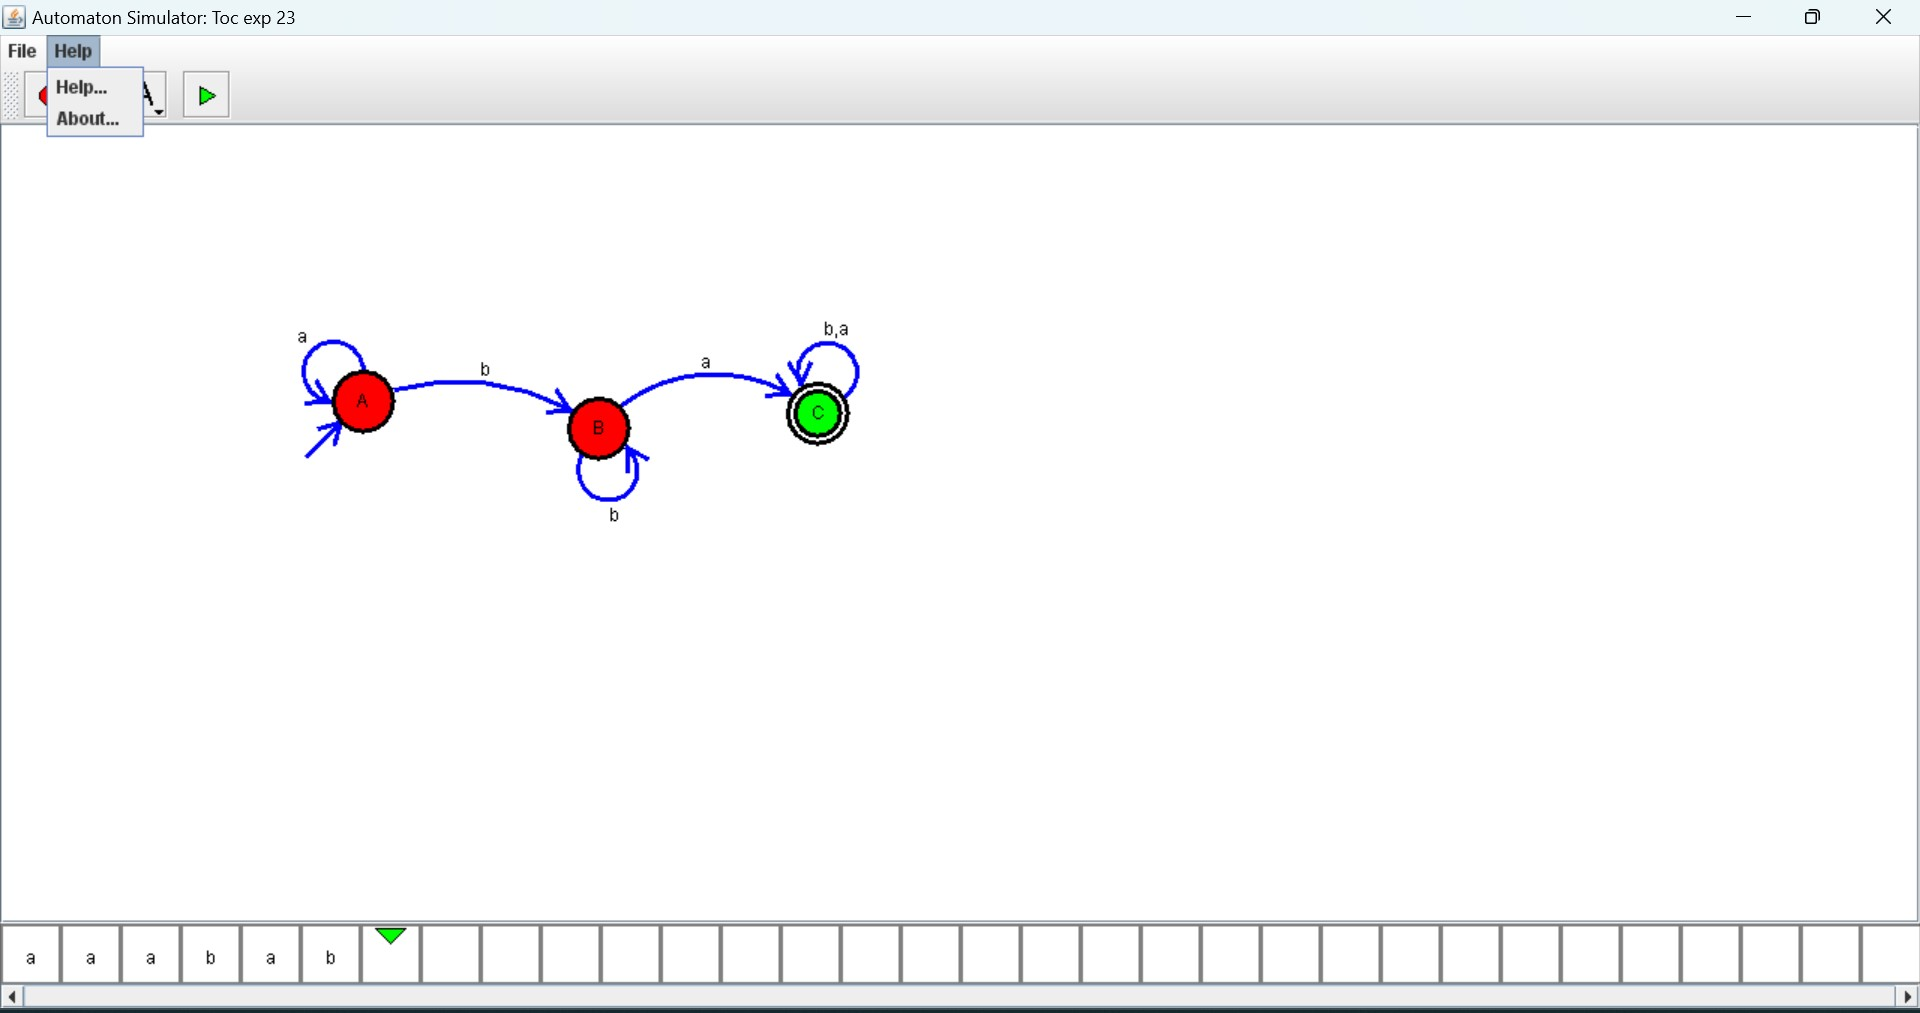 Automaton Simulator: Toc exp 23
File Help
Help...
About...
A
b,a
a
b
a
A
B
C
b
a a a b a b